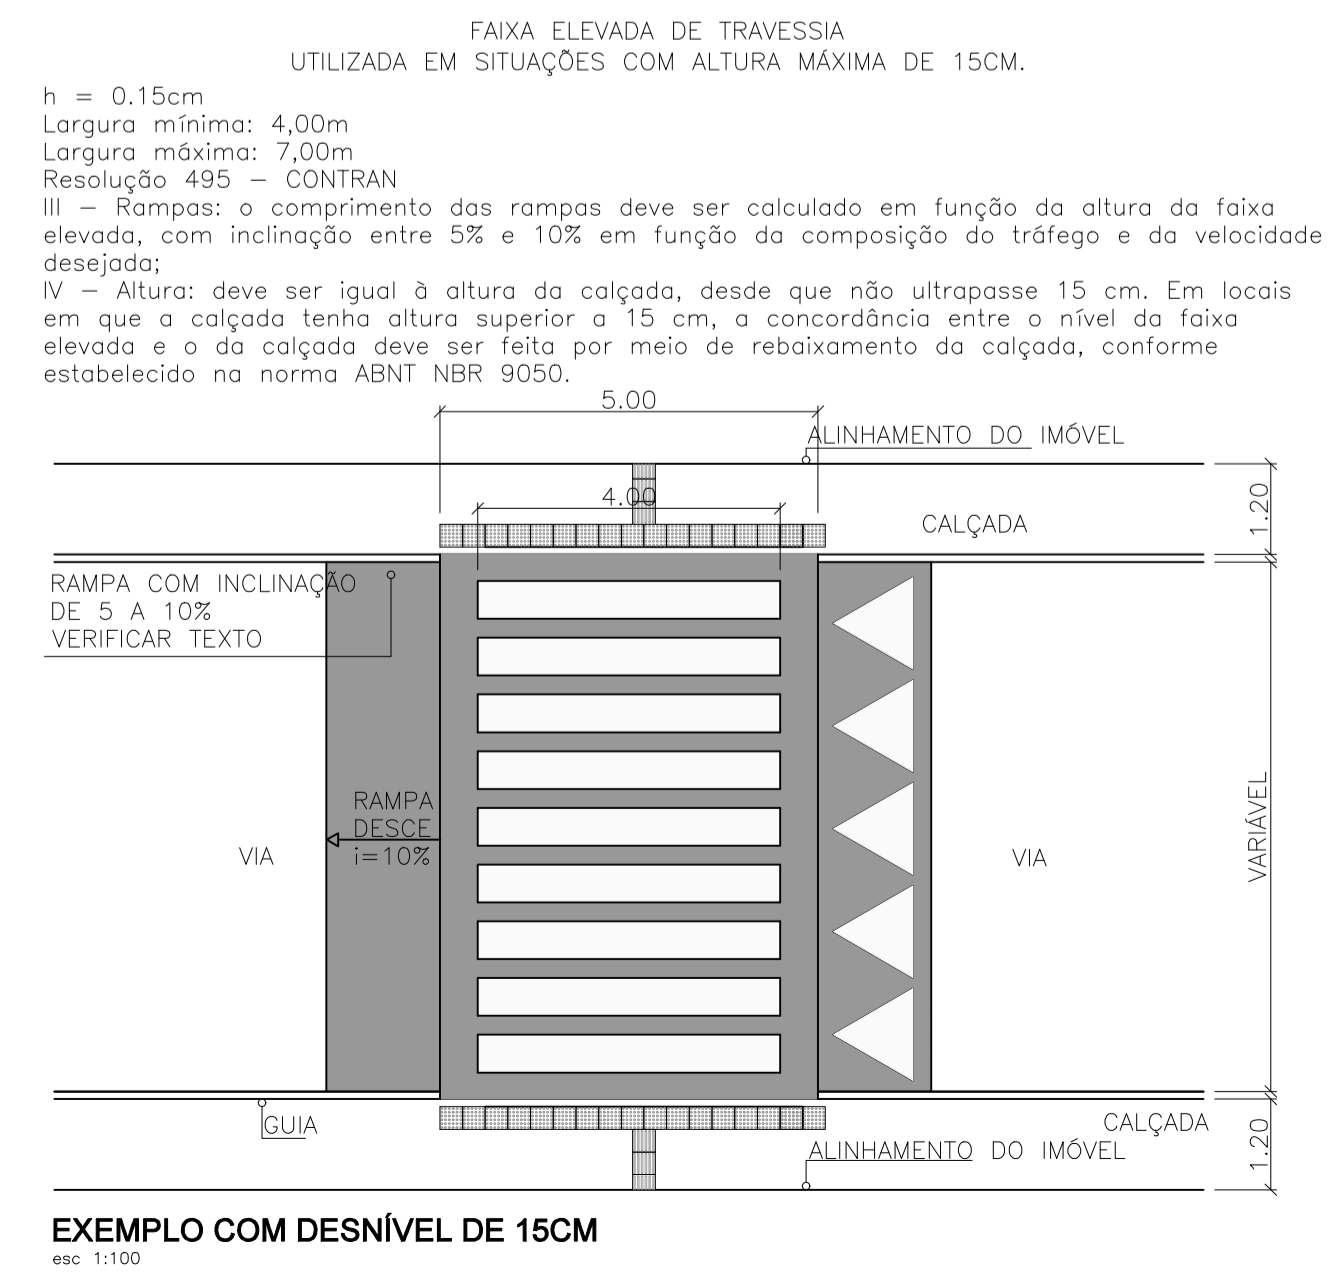 FAIXA ELEVADA DE TRAVESSIA
UTILIZADA EM SITUAÇÕES COM ALTURA MÁXIMA DE 15CM.
h = 0.15cm
Largura mínima: 4,00m
Largura máxima: 7,00m
Resolução 495 – CONTRAN
III – Rampas: o comprimento das rampas deve ser calculado em função da altura da faixa
elevada, com inclinação entre 5% e 10% em função da composição do tráfego e da velocidade
desejada;
IV – Altura: deve ser igual à altura da calçada, desde que não ultrapasse 15 cm. Em locais
em que a calçada tenha altura superior a 15 cm, a concordância entre o nível da faixa
elevada e o da calçada deve ser feita por meio de rebaixamento da calçada, conforme
estabelecido na norma ABNT NBR 9050.
5.00
ALINHAMENTO DO IMÓVEL
4.00
1.20
CALÇADA
RAMPA COM INCLINAÇÃO
DE 5 A 10%
VERIFICAR TEXTO
RAMPA
DESCE
i=10%
VIA
VIA
VARIÁVEL
GUIA
CALÇADA
ALINHAMENTO DO IMÓVEL
1.20
EXEMPLO COM DESNÍVEL DE 15CM
esc 1:100